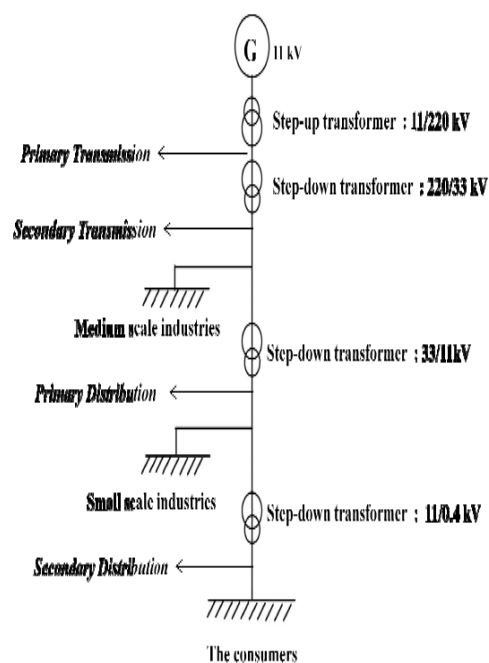 G 11 kV
Step-up transformer : 11/220 kV
Primary Transmission
Step-down transformer : 220/33 kV
Secondary Transmission
Medium scale industries
Step-down transformer : 33/11kV
Primary Distribution
Small scale industries
Step-down transformer : 11/0.4 kV
Secondary Distribution
The consumers